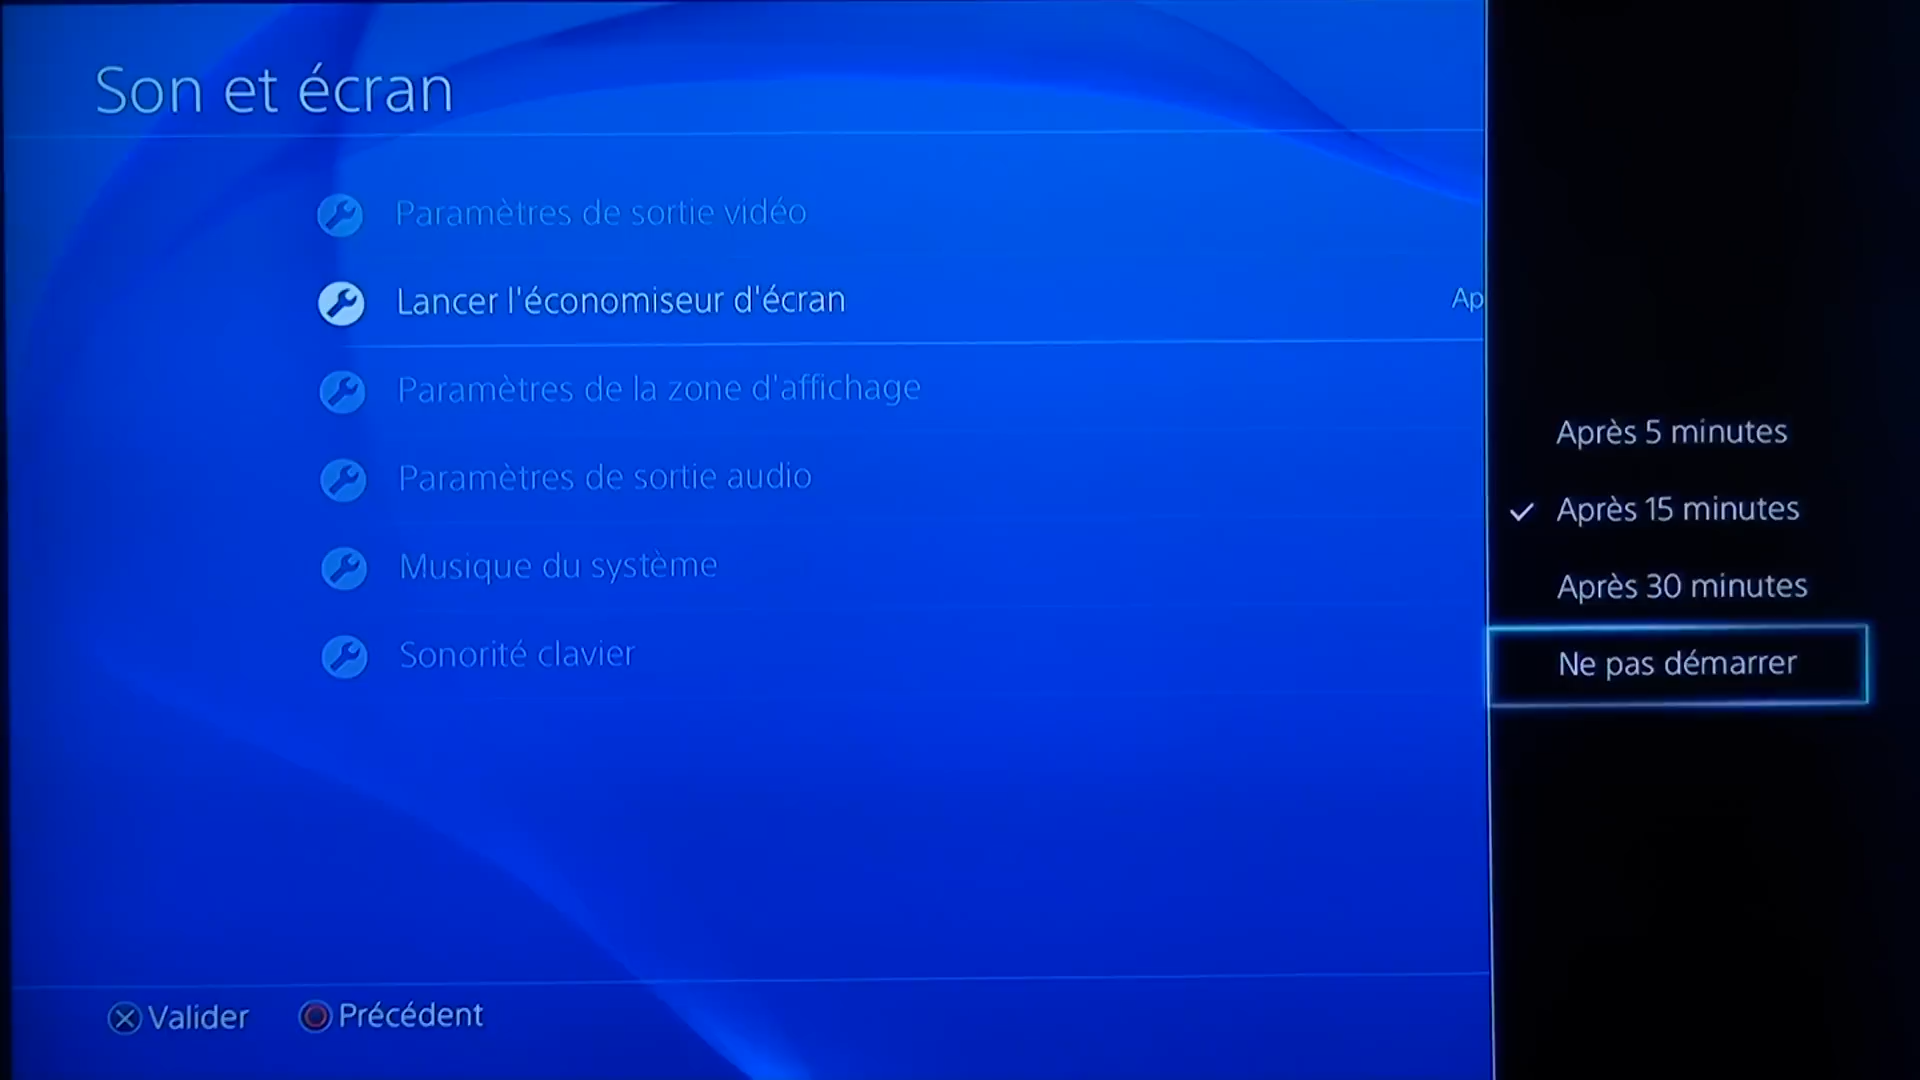 Son et écran
Paramètres de sortie vidéo
Lancer l'économiseur d'écran
Ap
Paramètres de la zone d'affichage
Paramètres de sortie audio
Musique du système
Sonorité clavier
Après 5 minutes
Après 15 minutes
Après 30 minutes
Ne pas démarrer
Valider
Précédent